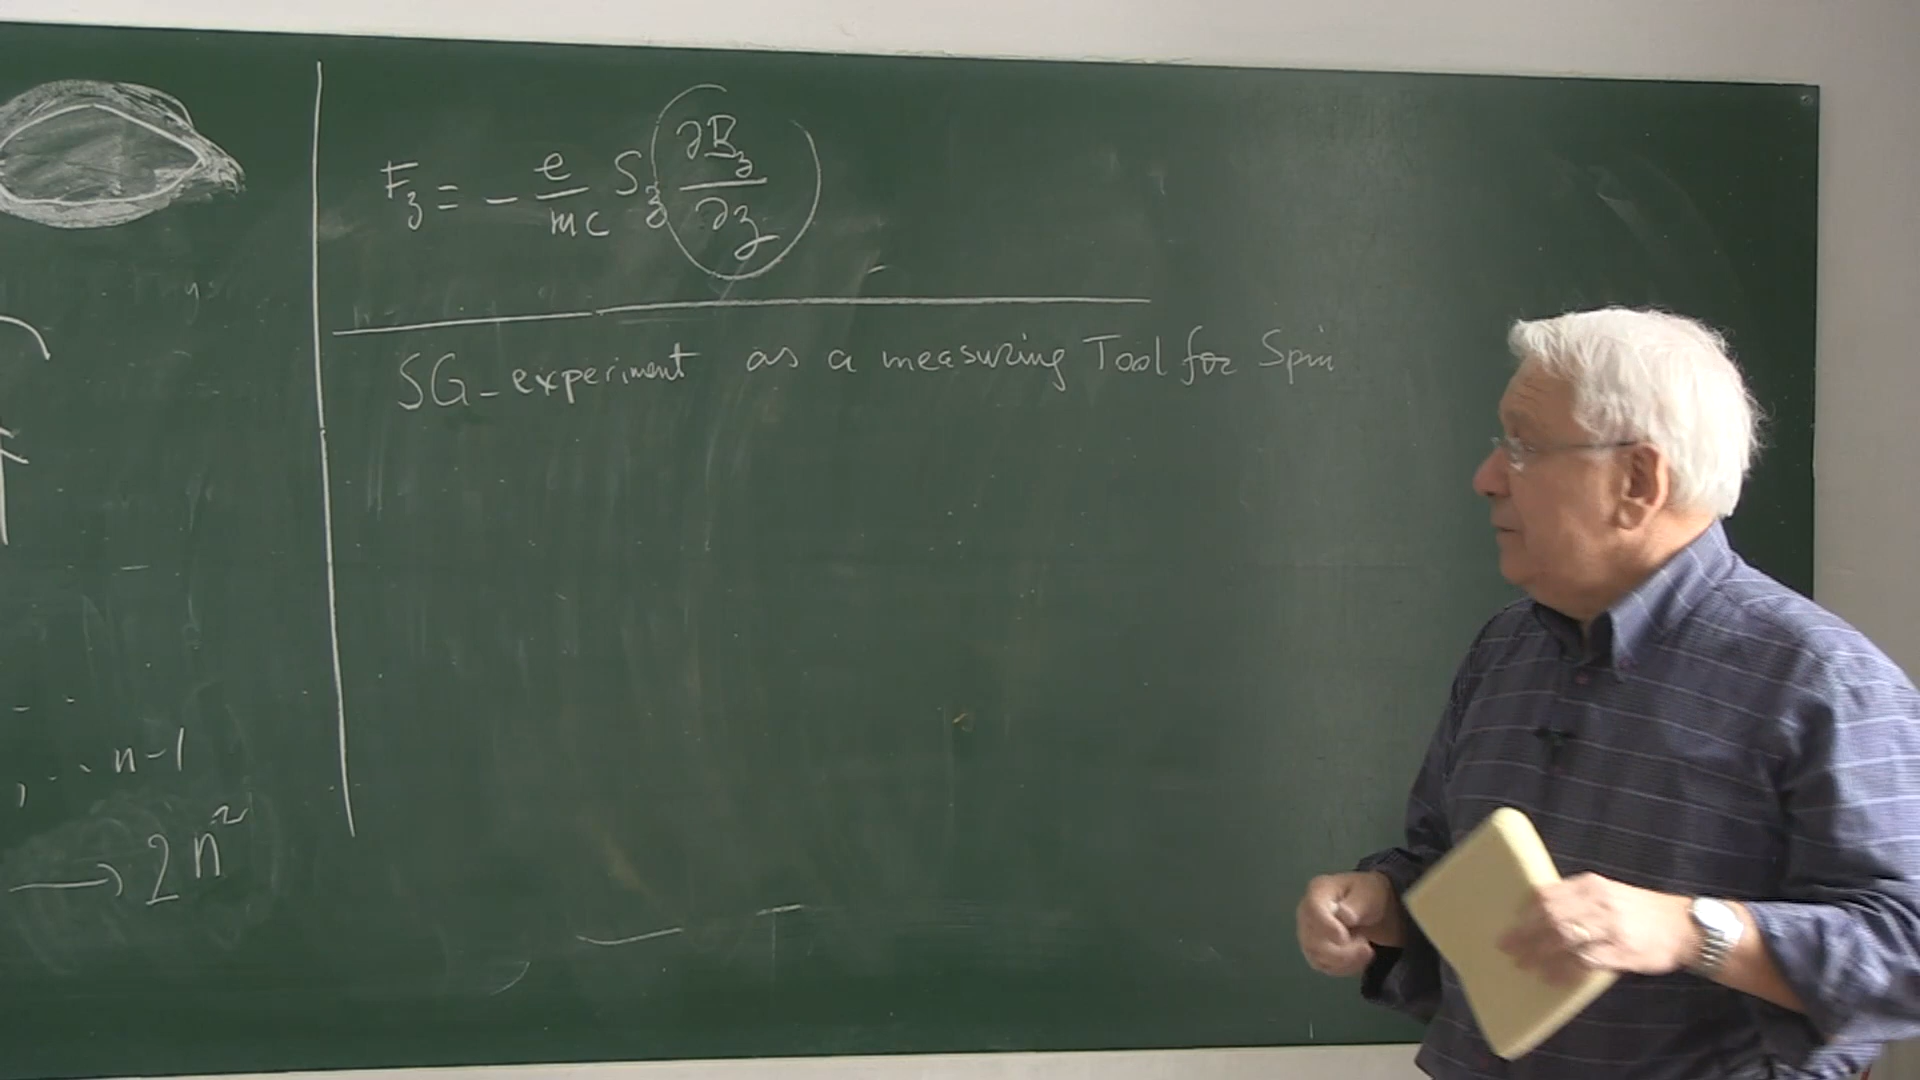 F_z = - e/mc S_z ∂B_z/∂z
SG-experiment as a measuring Tool for Spin
, ... n-1
→ 2n²